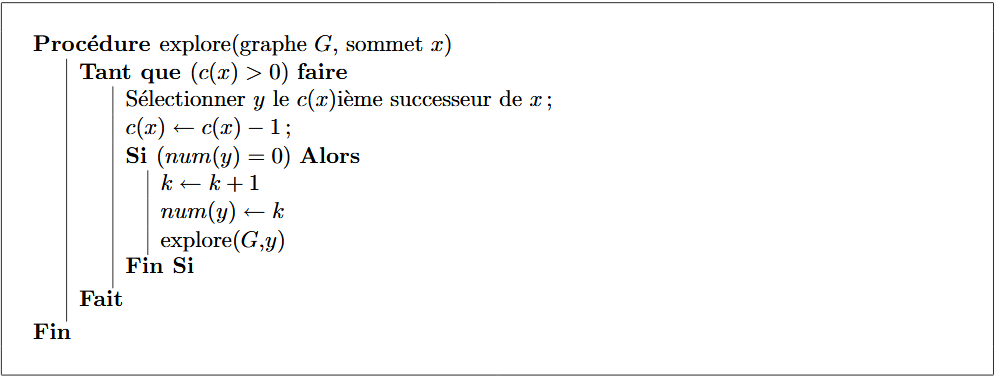 Procédure explore(graphe G, sommet x)
Tant que (c(x) > 0) faire
Sélectionner y le c(x)ième successeur de x ;
c(x) ← c(x) − 1 ;
Si (num(y) = 0) Alors
k ← k + 1
num(y) ← k
explore(G,y)
Fin Si
Fait
Fin